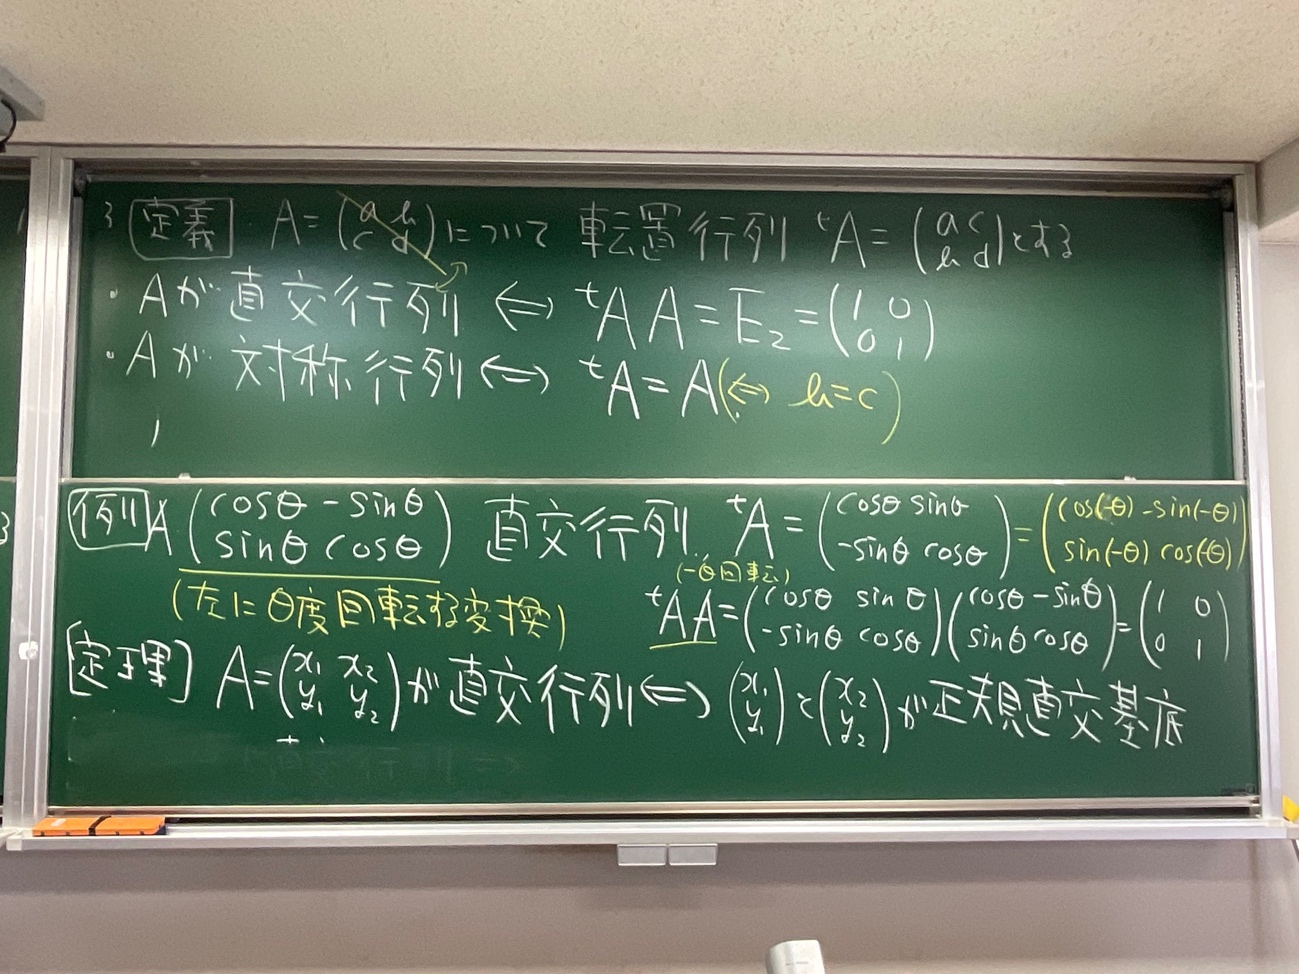 3 定義 A = (a b / c d) について 転置行列 ᵗA = (a c / b d) とする
・ A が 直交行列 ⇔ ᵗA A = E₂ = (1 0 / 0 1)
・ A が 対称行列 ⇔ ᵗA = A (⇔ b = c)
例 A (cosθ -sinθ / sinθ cosθ) 直交行列 ᵗA = (cosθ sinθ / -sinθ cosθ) = (cos(-θ) -sin(-θ) / sin(-θ) cos(-θ))
(-θ回転)
(左にθ度回転する変換) ᵗA A = (cosθ sinθ / -sinθ cosθ)(cosθ -sinθ / sinθ cosθ) = (1 0 / 0 1)
[定理] A = (x₁ x₂ / y₁ y₂) が直交行列 ⇔ (x₁ / y₁) と (x₂ / y₂) が正規直交基底